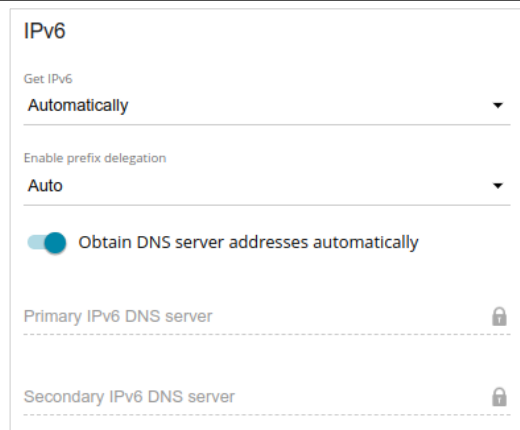 IPv6
Get IPv6
Automatically
Enable prefix delegation
Auto
Obtain DNS server addresses automatically
Primary IPv6 DNS server
Secondary IPv6 DNS server